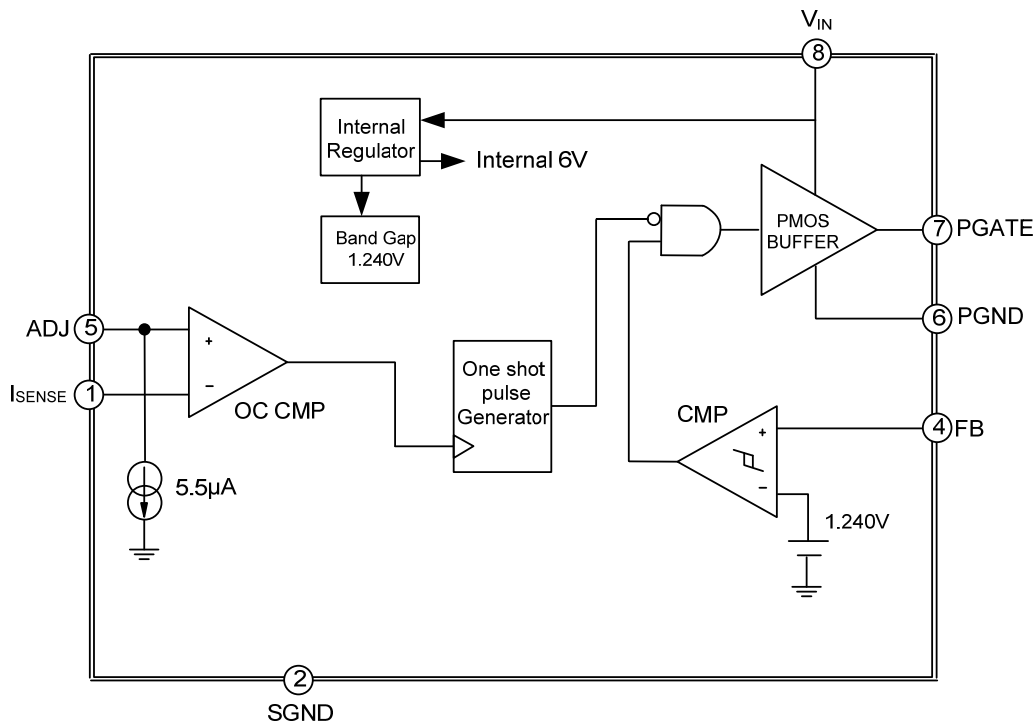 VIN
8
Internal
Regulator
Internal 6V
Band Gap
1.240V
PMOS
BUFFER
7 PGATE
6 PGND
ADJ 5
+
ISENSE 1
-
OC CMP
One shot
pulse
Generator
CMP
4 FB
+
-
5.5µA
1.240V
2
SGND